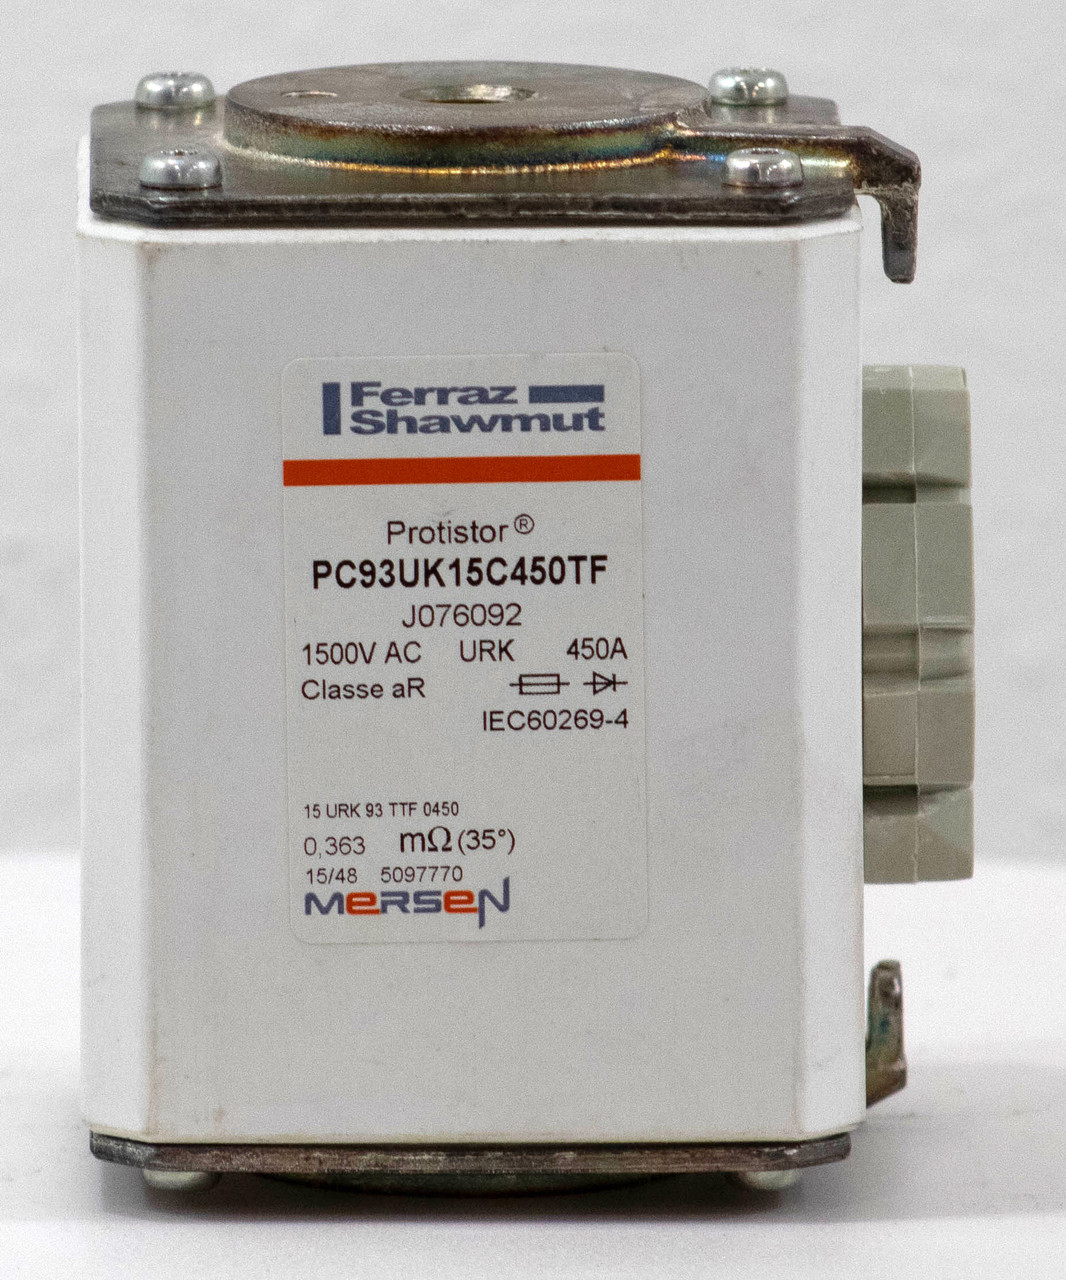 Ferraz
Shawmut
Protistor®
PC93UK15C450TF
J076092
1500V AC URK 450A
Classe aR
IEC60269-4
15 URK 93 TTF 0450
0,363 mΩ (35°)
15/48 5097770
MERSEN